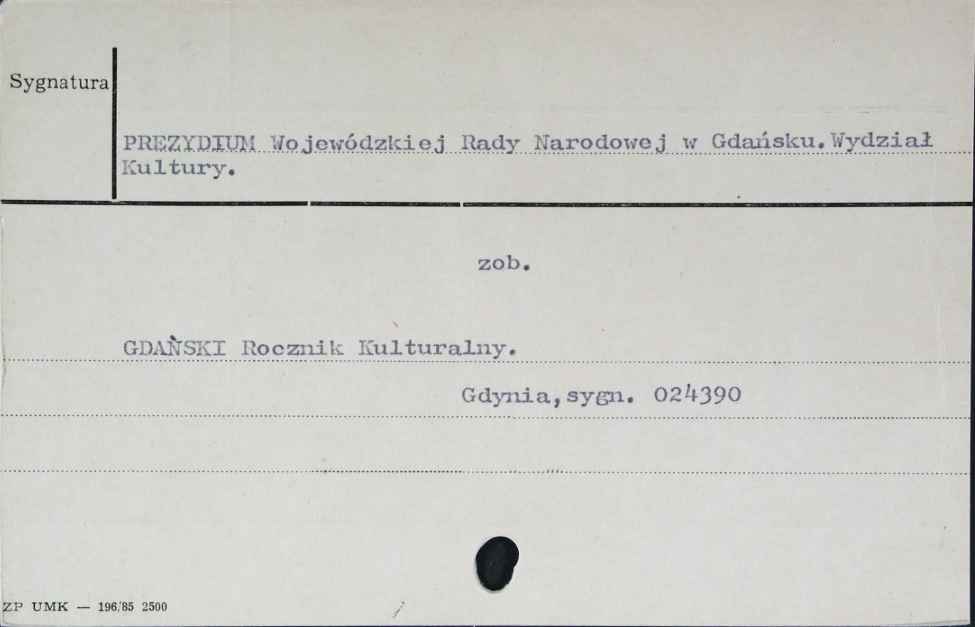 Sygnatura
PREZYDIUM Wojewódzkiej Rady Narodowej w Gdańsku.Wydział
Kultury.
zob.
GDAŃSKI Rocznik Kulturalny.
Gdynia,sygn. 024390
ZP UMK — 196/85 2500